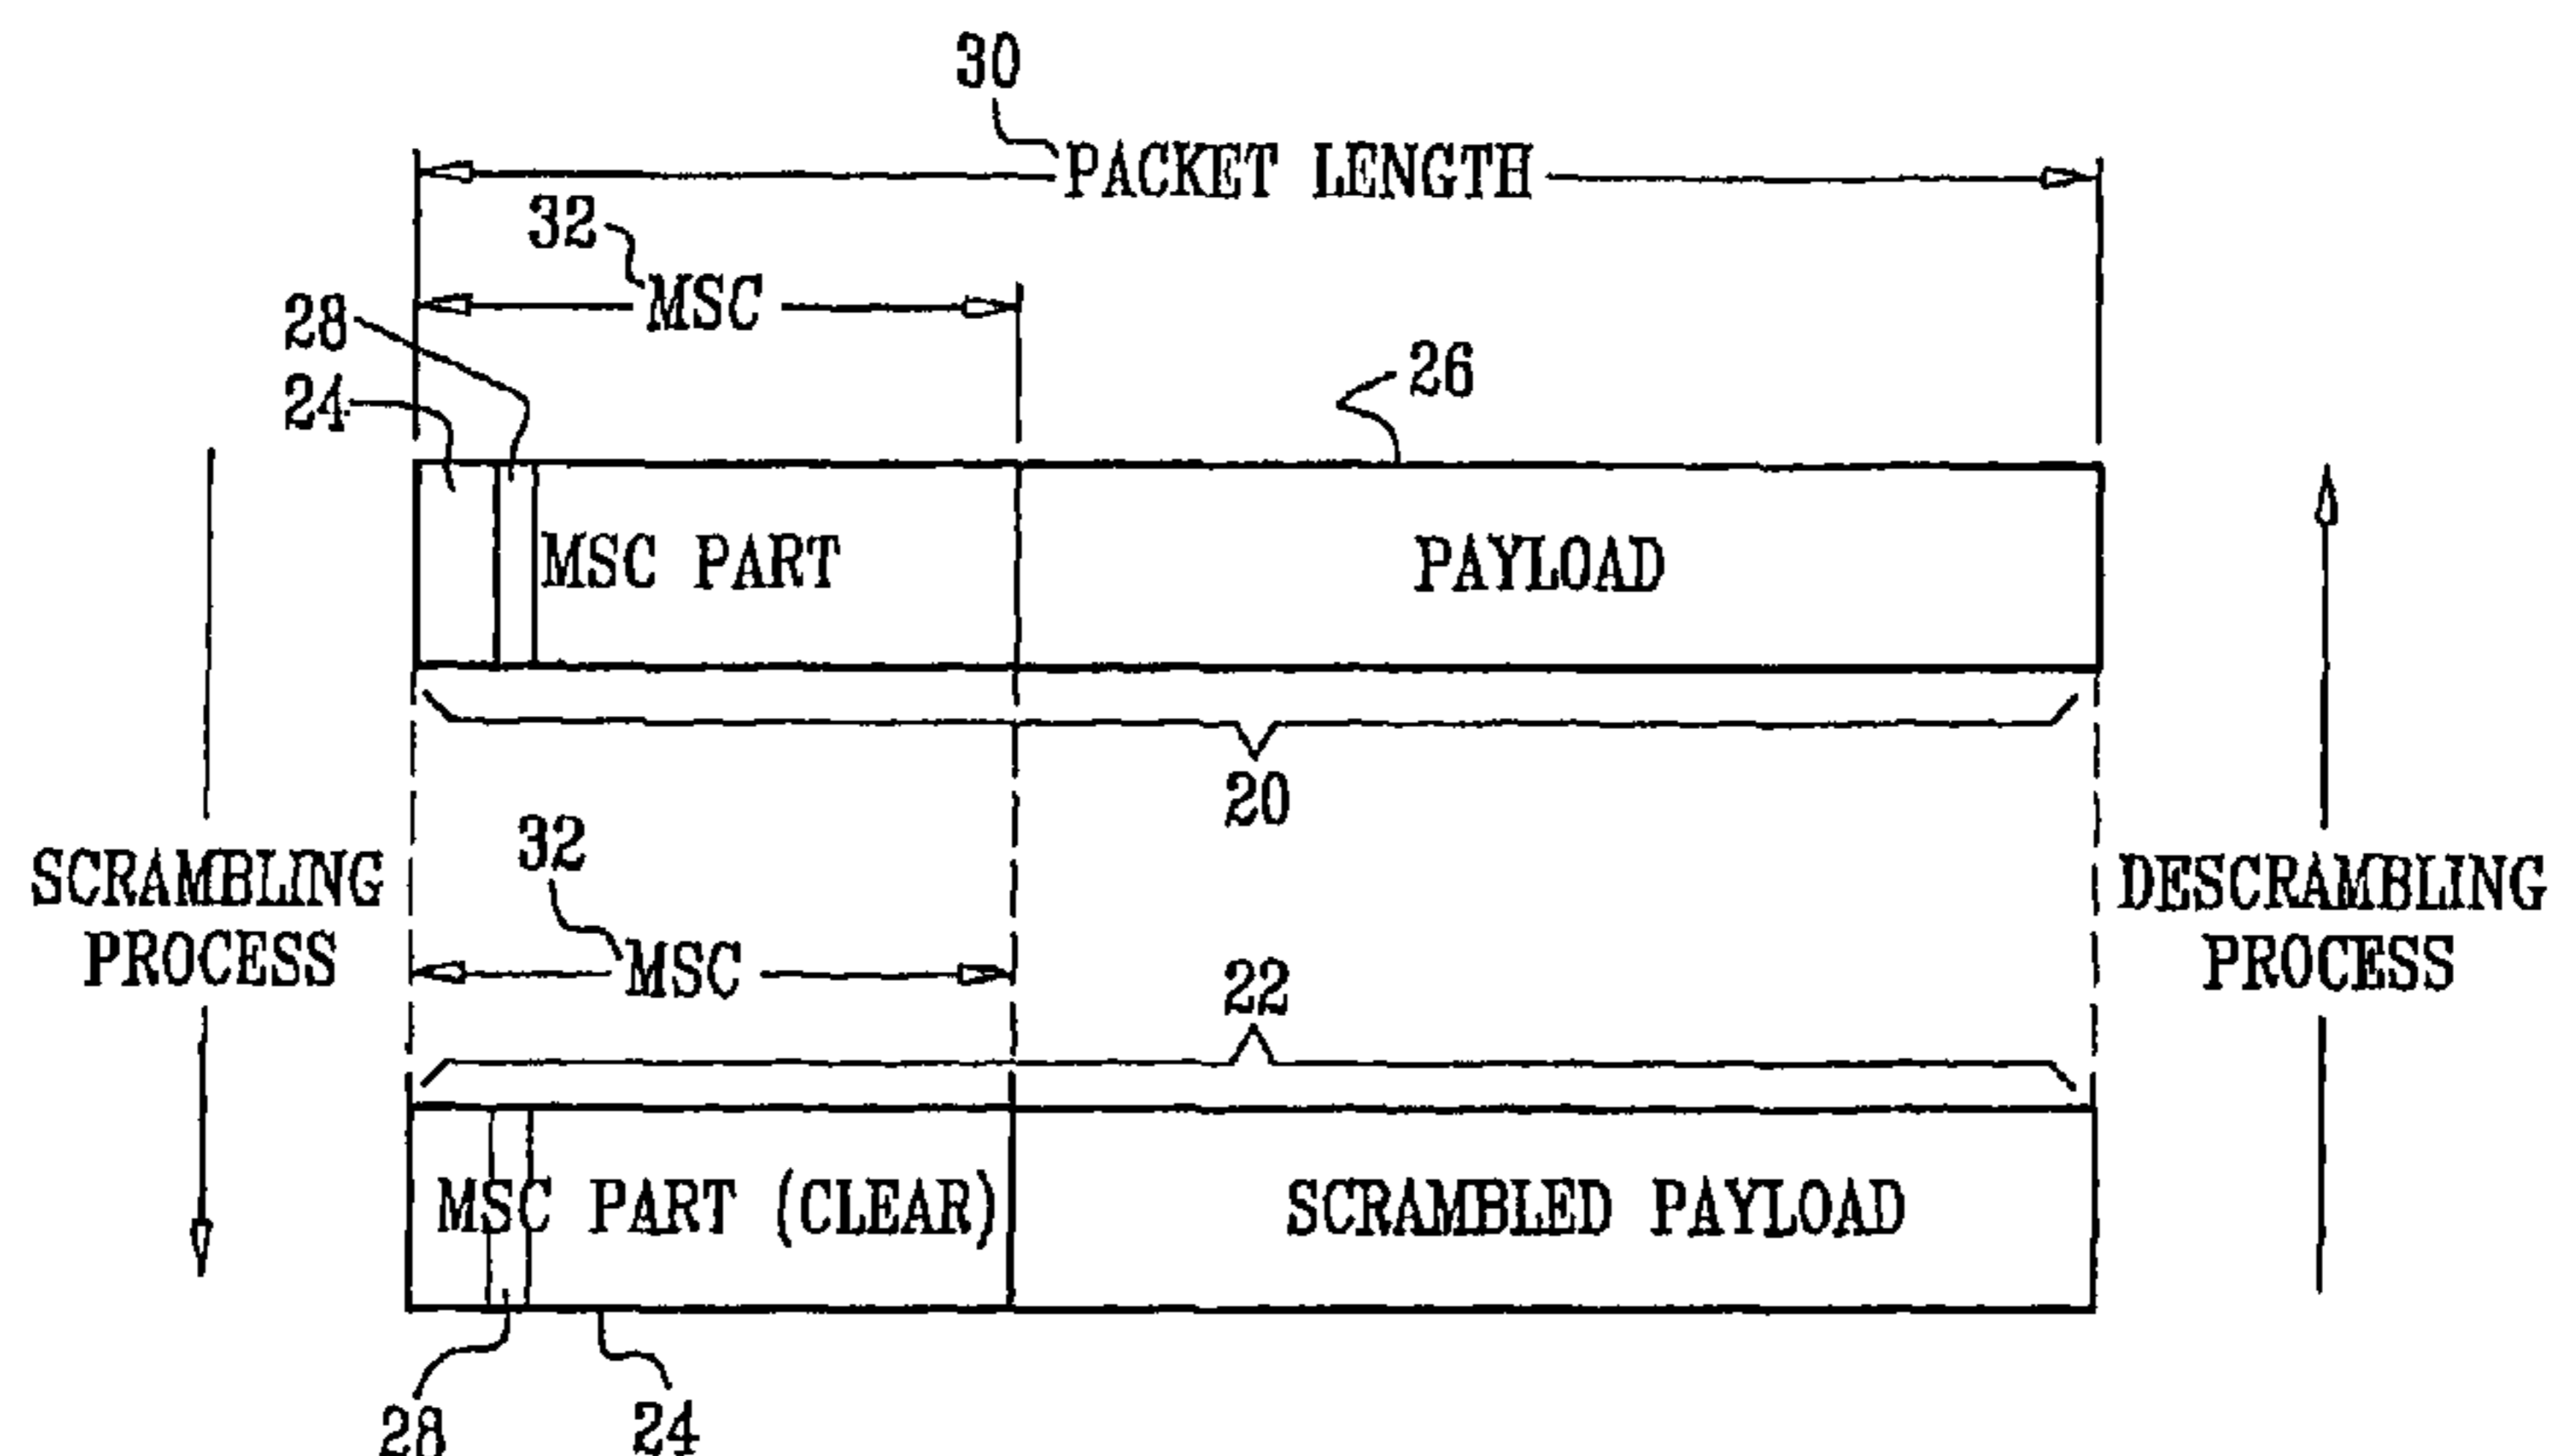 30
PACKET LENGTH
32
MSC
28
24
26
MSC PART
PAYLOAD
20
32
MSC
22
SCRAMBLING
PROCESS
DESCRAMBLING
PROCESS
MSC PART (CLEAR)
SCRAMBLED PAYLOAD
28
24